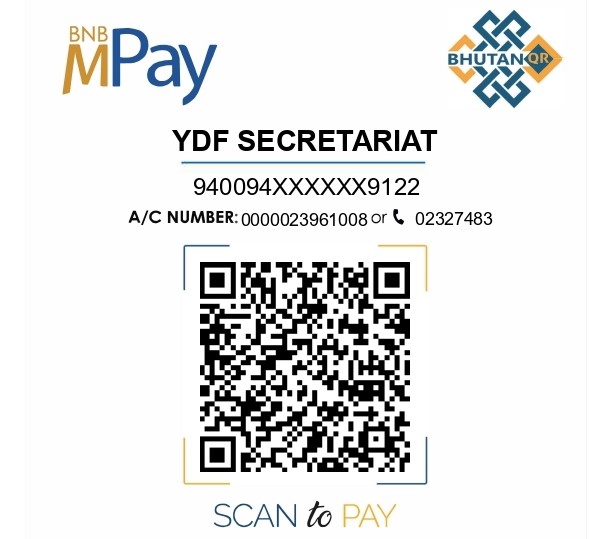 BNB
MPay
BHUTAN QR
YDF SECRETARIAT
940094XXXXXX9122
A/C NUMBER: 0000023961008 or 02327483
SCAN to PAY